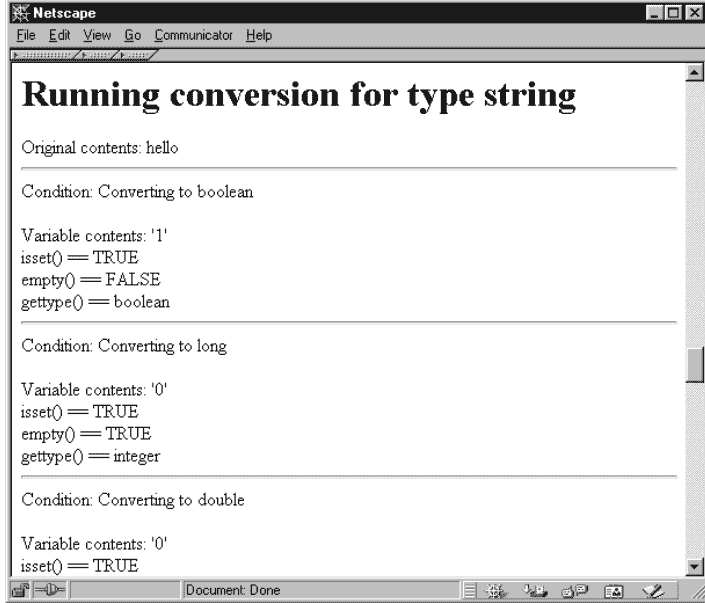 Netscape
File Edit View Go Communicator Help
Running conversion for type string
Original contents: hello
Condition: Converting to boolean
Variable contents: '1'
isset() == TRUE
empty() == FALSE
gettype() == boolean
Condition: Converting to long
Variable contents: '0'
isset() == TRUE
empty() == TRUE
gettype() == integer
Condition: Converting to double
Variable contents: '0'
isset() == TRUE
Document: Done